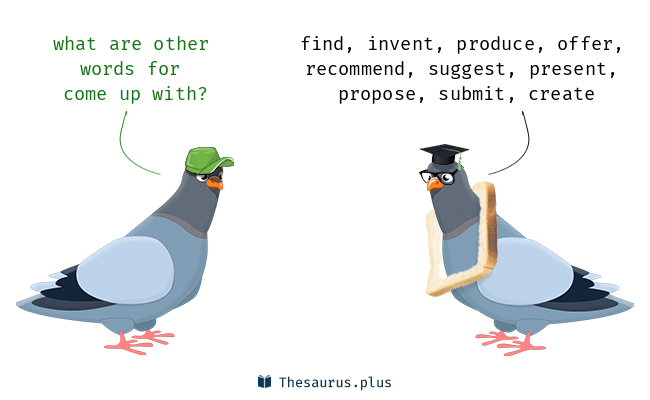 what are other
words for
come up with?
find, invent, produce, offer,
recommend, suggest, present,
propose, submit, create
Thesaurus.plus